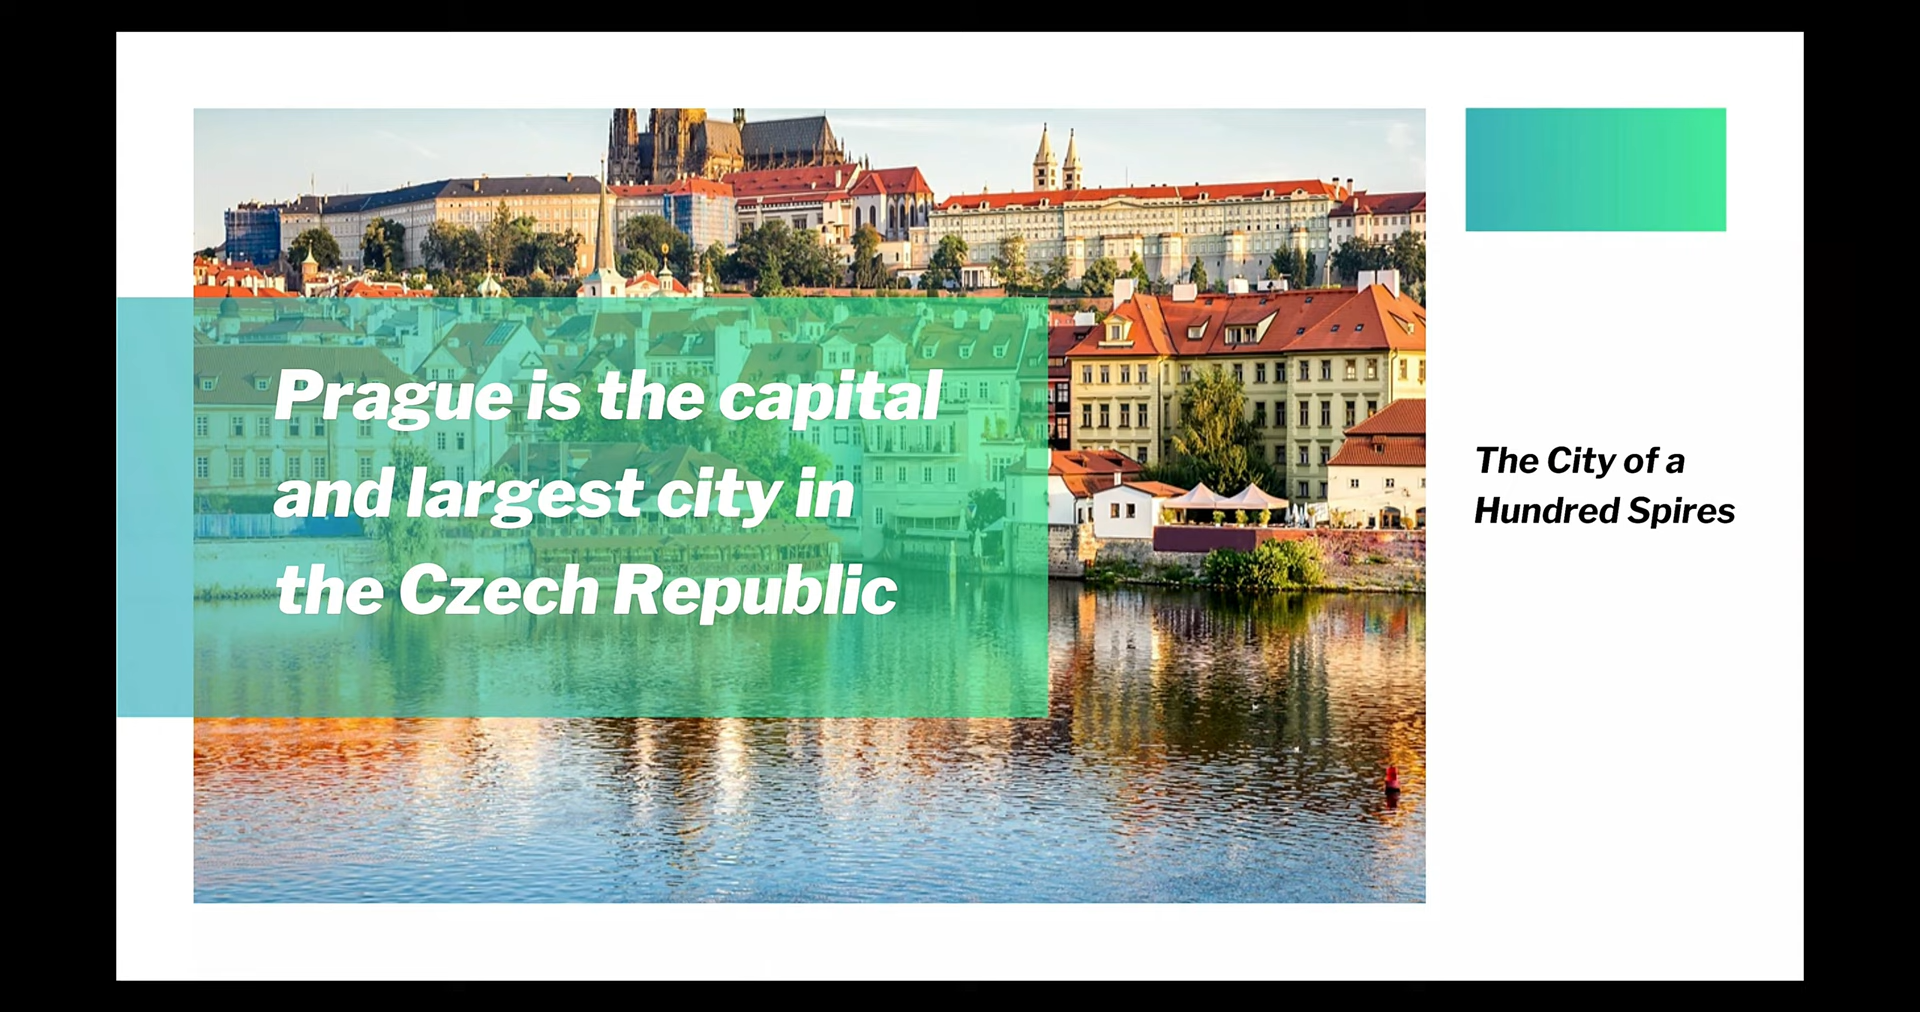 Prague is the capital
and largest city in
the Czech Republic
The City of a
Hundred Spires